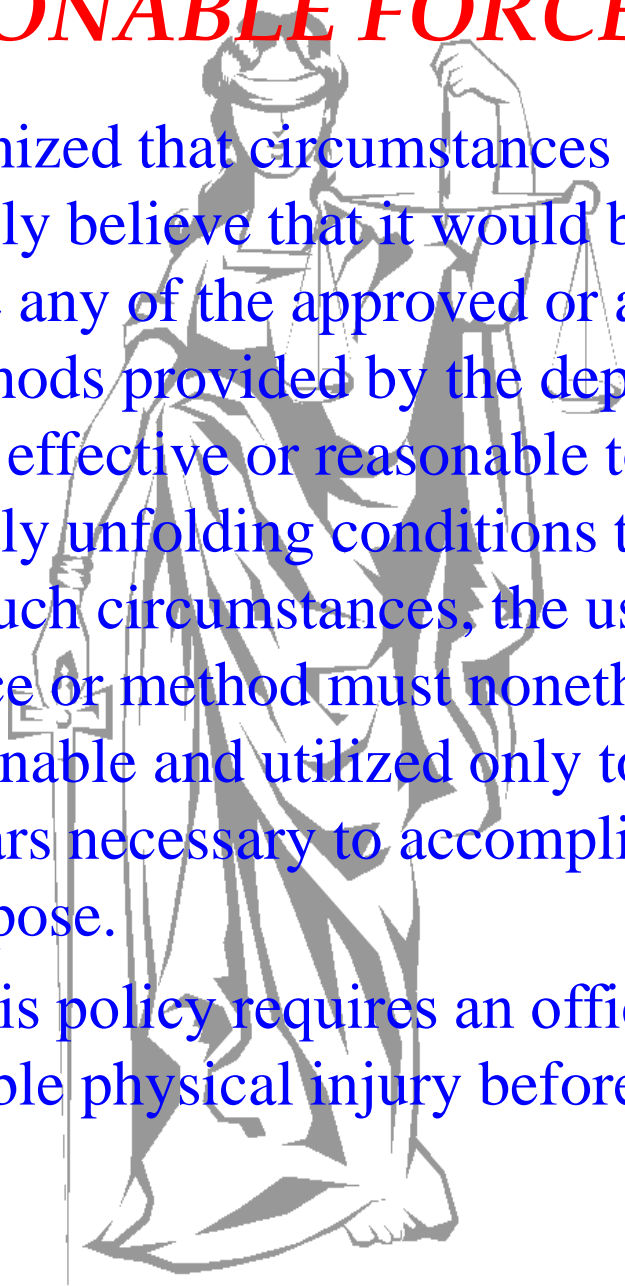 ONABLE FORCE
nized that circumstances
ly believe that it would b
any of the approved or a
hods provided by the dep
effective or reasonable to
ly unfolding conditions t
uch circumstances, the us
ce or method must noneth
nable and utilized only to
ars necessary to accompli
pose.
is policy requires an offic
ble physical injury before